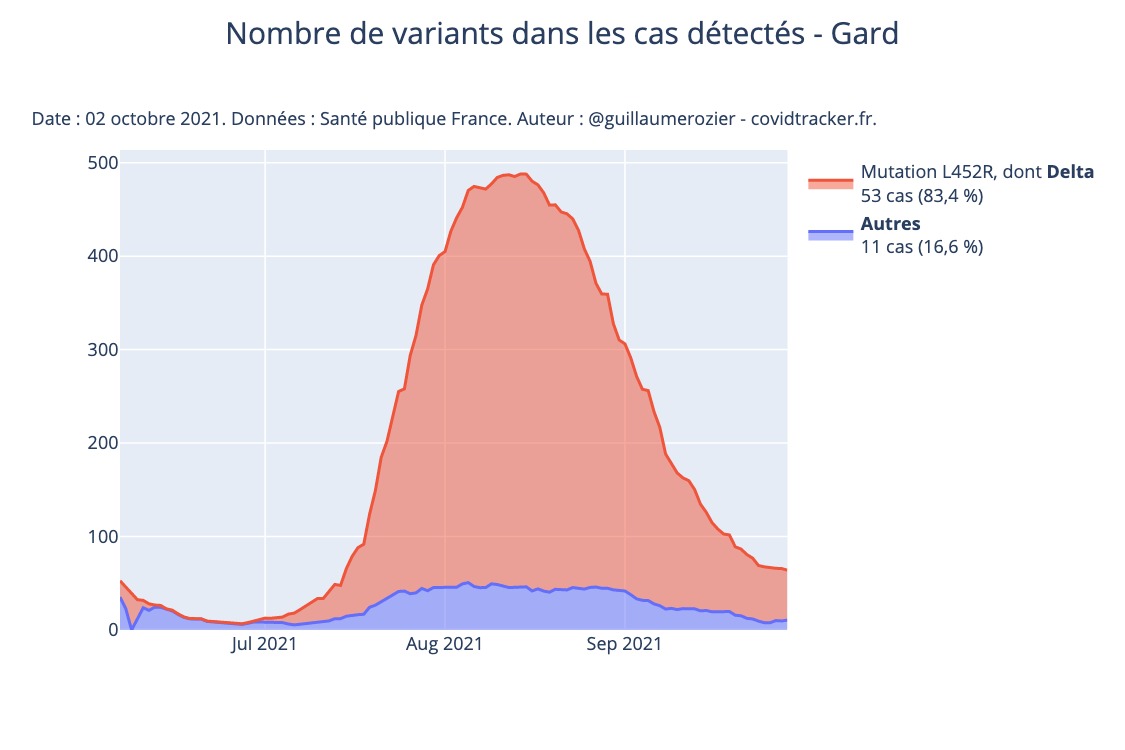 Nombre de variants dans les cas détectés - Gard
Date : 02 octobre 2021. Données : Santé publique France. Auteur : @guillaumerozier - covidtracker.fr.
500
400
300
200
100
0
Jul 2021
Aug 2021
Sep 2021
Mutation L452R, dont Delta
53 cas (83,4 %)
Autres
11 cas (16,6 %)